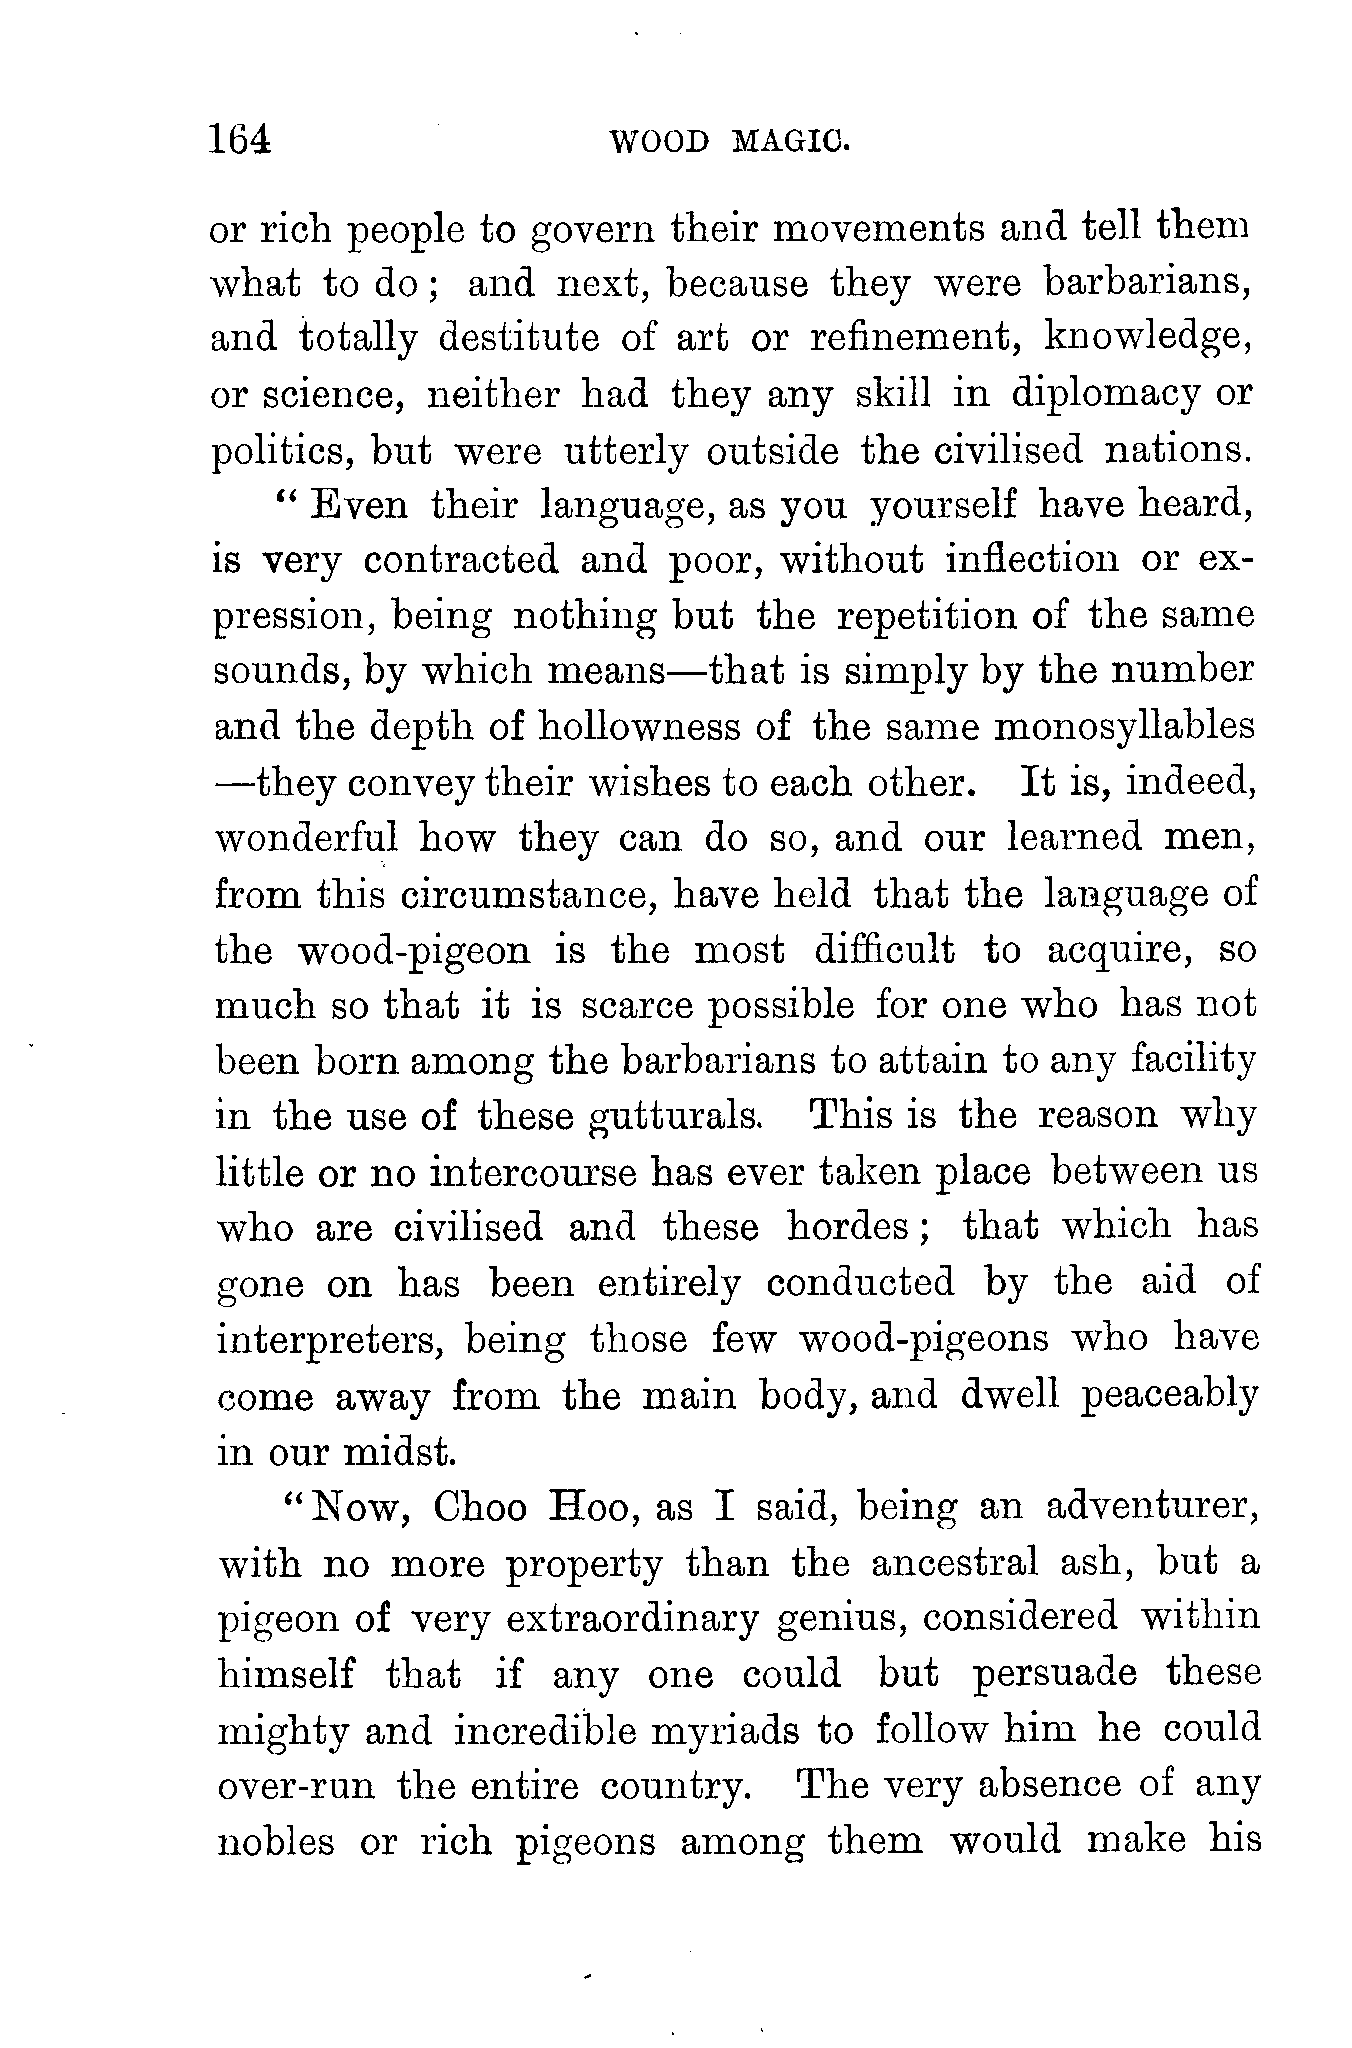 164 WOOD MAGIC.
or rich people to govern their movements and tell them
what to do; and next, because they were barbarians,
and totally destitute of art or refinement, knowledge,
or science, neither had they any skill in diplomacy or
politics, but were utterly outside the civilised nations.
"Even their language, as you yourself have heard,
is very contracted and poor, without inflection or ex-
pression, being nothing but the repetition of the same
sounds, by which means—that is simply by the number
and the depth of hollowness of the same monosyllables
—they convey their wishes to each other. It is, indeed,
wonderful how they can do so, and our learned men,
from this circumstance, have held that the language of
the wood-pigeon is the most difficult to acquire, so
much so that it is scarce possible for one who has not
been born among the barbarians to attain to any facility
in the use of these gutturals. This is the reason why
little or no intercourse has ever taken place between us
who are civilised and these hordes; that which has
gone on has been entirely conducted by the aid of
interpreters, being those few wood-pigeons who have
come away from the main body, and dwell peaceably
in our midst.
"Now, Choo Hoo, as I said, being an adventurer,
with no more property than the ancestral ash, but a
pigeon of very extraordinary genius, considered within
himself that if any one could but persuade these
mighty and incredible myriads to follow him he could
over-run the entire country. The very absence of any
nobles or rich pigeons among them would make his